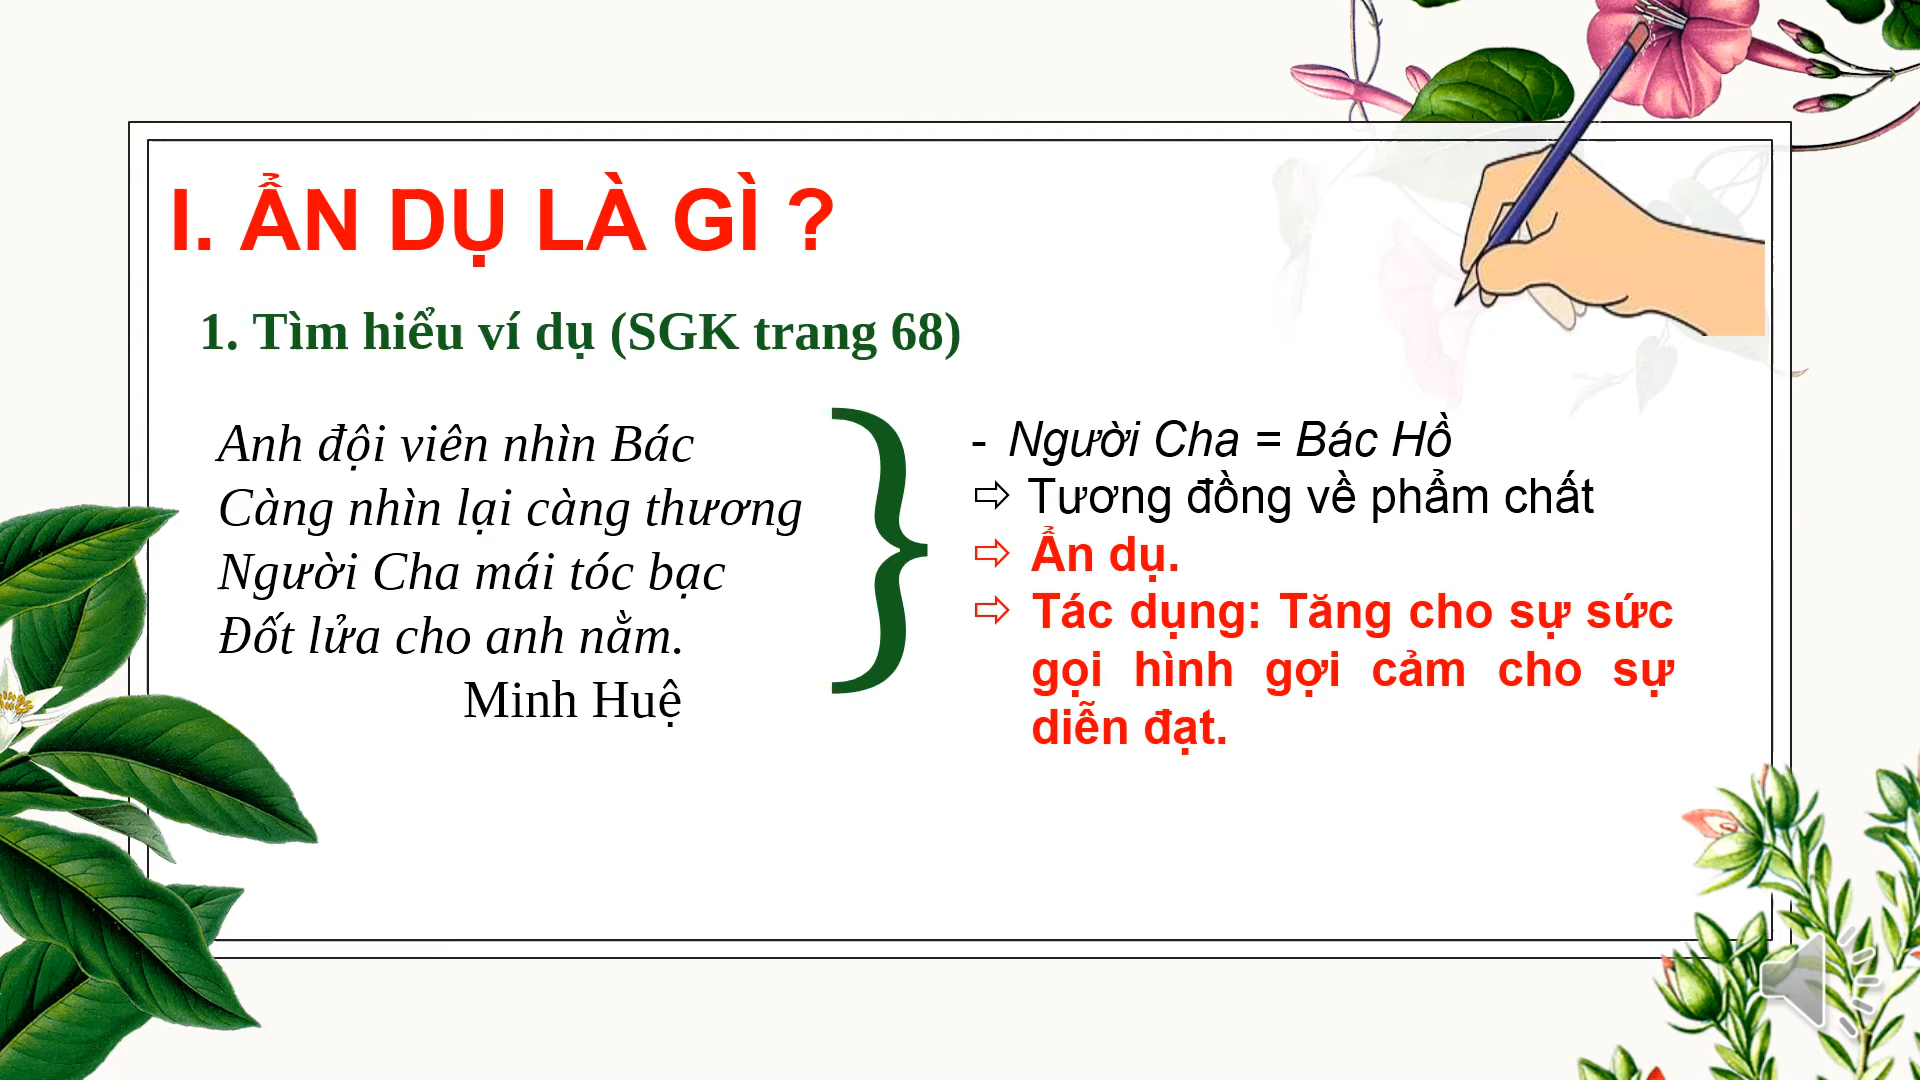 I. ẨN DỤ LÀ GÌ ?
1. Tìm hiểu ví dụ (SGK trang 68)
Anh đội viên nhìn Bác
Càng nhìn lại càng thương
Người Cha mái tóc bạc
Đốt lửa cho anh nằm.
Minh Huệ
- Người Cha = Bác Hồ
⇨ Tương đồng về phẩm chất
⇨ Ẩn dụ.
⇨ Tác dụng: Tăng cho sự sức
gọi hình gợi cảm cho sự
diễn đạt.